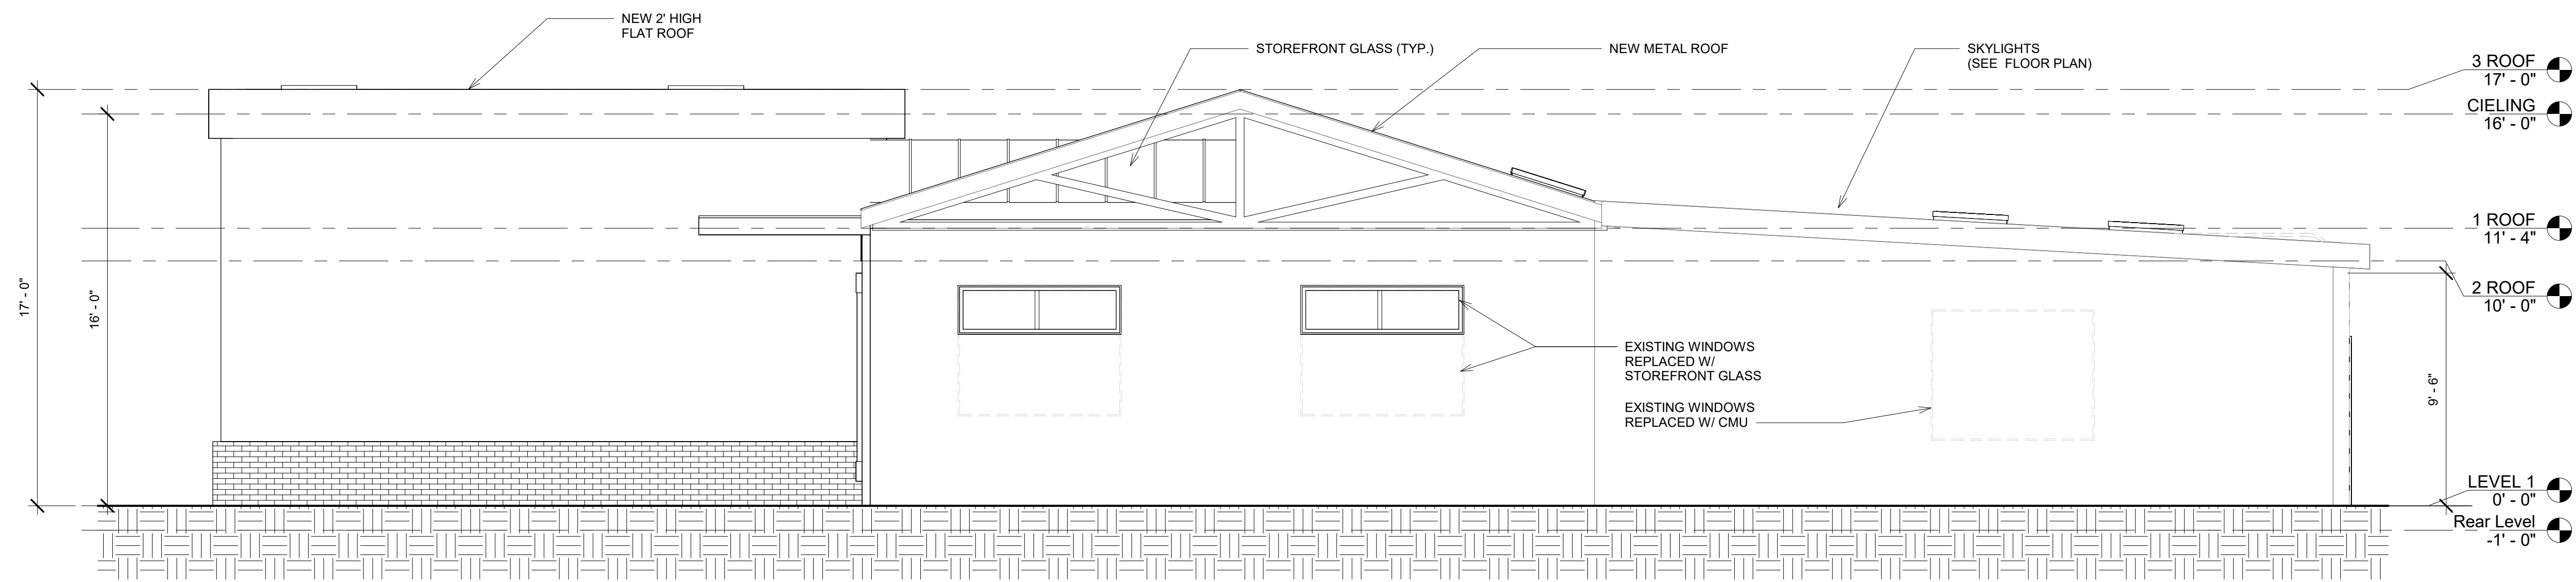 NEW 2' HIGH
FLAT ROOF
STOREFRONT GLASS (TYP.)
NEW METAL ROOF
SKYLIGHTS
(SEE FLOOR PLAN)
3 ROOF
17' - 0"
CIELING
16' - 0"
1 ROOF
11' - 4"
2 ROOF
10' - 0"
17' - 0"
16' - 0"
EXISTING WINDOWS
REPLACED W/
STOREFRONT GLASS
EXISTING WINDOWS
REPLACED W/ CMU
9' - 6"
LEVEL 1
0' - 0"
Rear Level
-1' - 0"